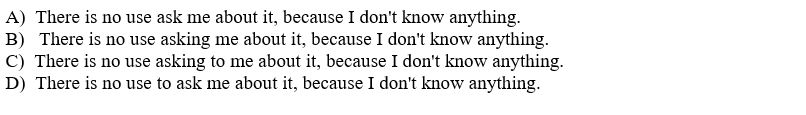 A) There is no use ask me about it, because I don't know anything.
B) There is no use asking me about it, because I don't know anything.
C) There is no use asking to me about it, because I don't know anything.
D) There is no use to ask me about it, because I don't know anything.